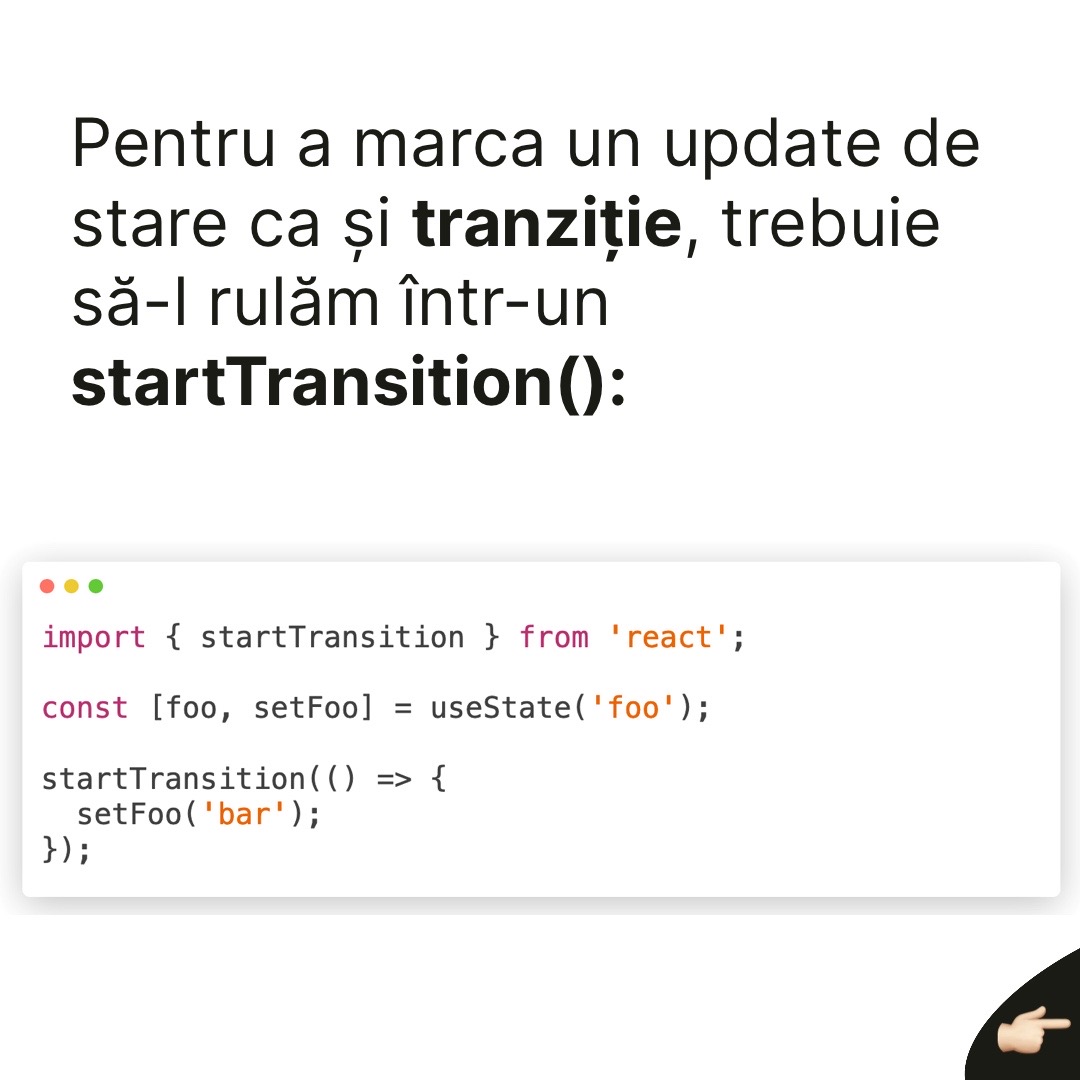 Pentru a marca un update de
stare ca și tranziție, trebuie
să-l rulăm într-un
startTransition():
import { startTransition } from 'react';
const [foo, setFoo] = useState('foo');
startTransition(() => {
  setFoo('bar');
});